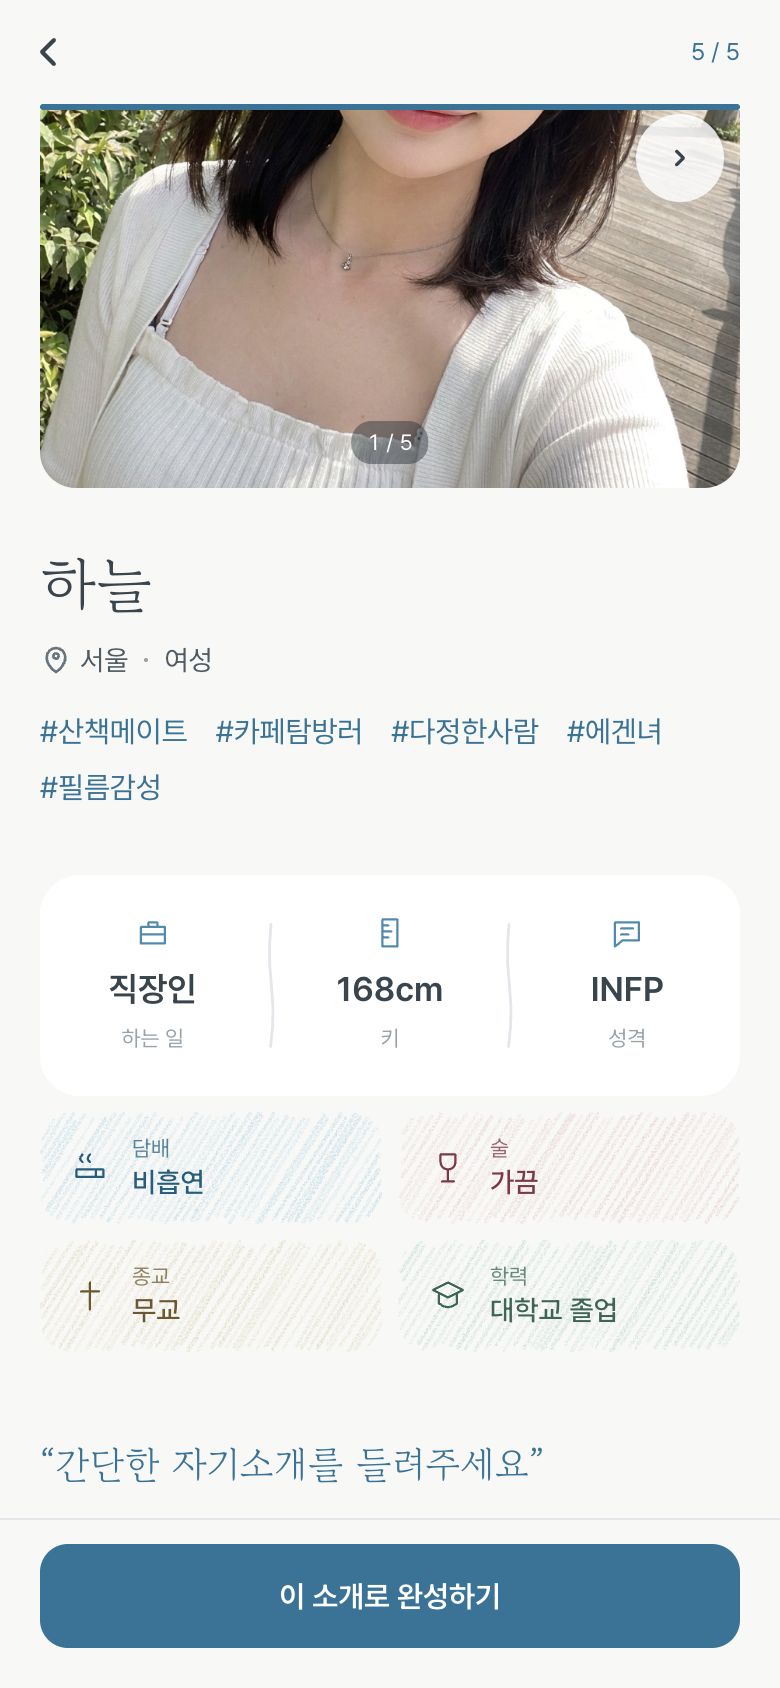 5 / 5
1 / 5
하늘
서울 · 여성
#산책메이트 #카페탐방러 #다정한사람 #에겐녀
#필름감성
직장인 168cm INFP
하는 일 키 성격
담배 술
비흡연 가끔
종교 학력
무교 대학교 졸업
“간단한 자기소개를 들려주세요”
이 소개로 완성하기